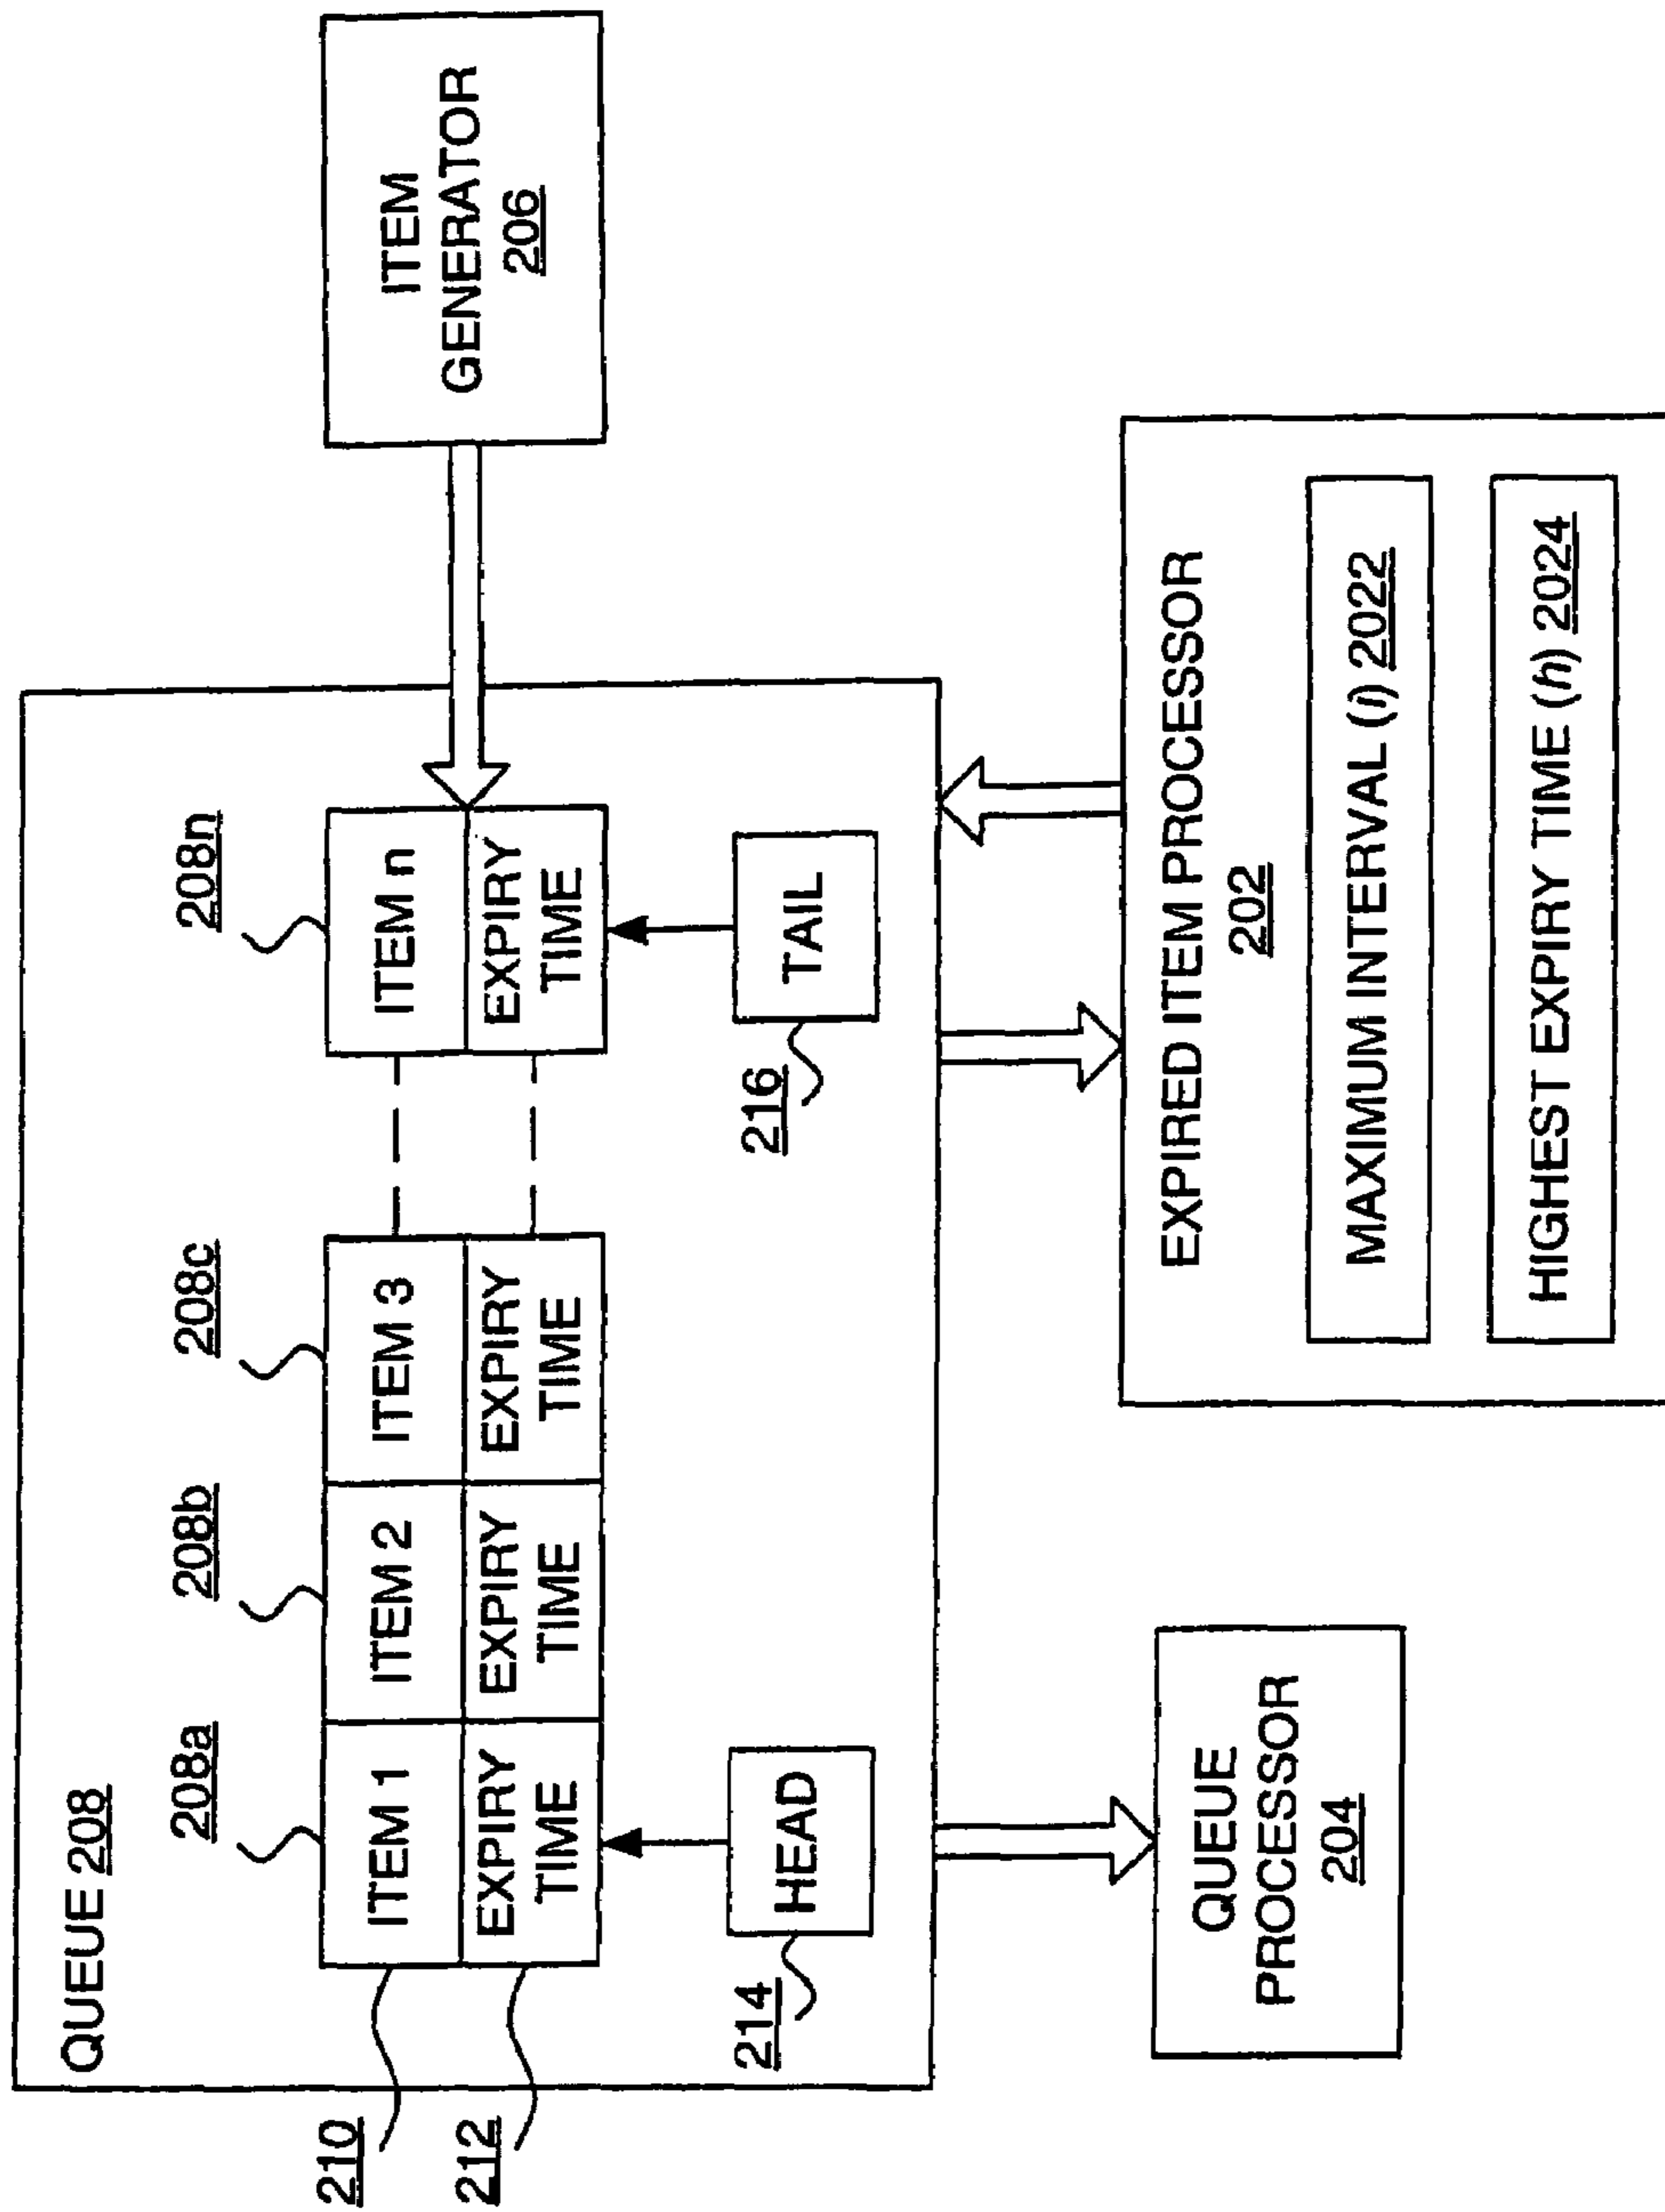 QUEUE 208
208a
208b
208c
208n
210
ITEM 1
ITEM 2
ITEM 3
ITEM n
212
EXPIRY
TIME
EXPIRY
TIME
EXPIRY
TIME
EXPIRY
TIME
214
HEAD
216
TAIL
ITEM
GENERATOR
206
QUEUE
PROCESSOR
204
EXPIRED ITEM PROCESSOR
202
MAXIMUM INTERVAL (i) 2022
HIGHEST EXPIRY TIME (h) 2024